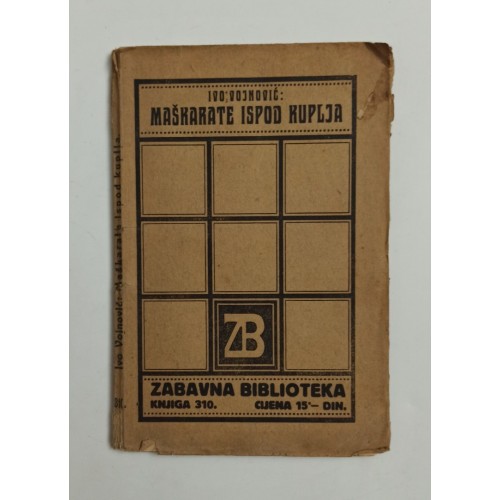 IVO VOJNOVIĆ:
MAŠKARATE ISPOD KUPLJA
ZB
ZABAVNA BIBLIOTEKA
KNJIGA 310. CIJENA 15·— DIN.
Ivo Vojnović: Maškarate ispod kuplja